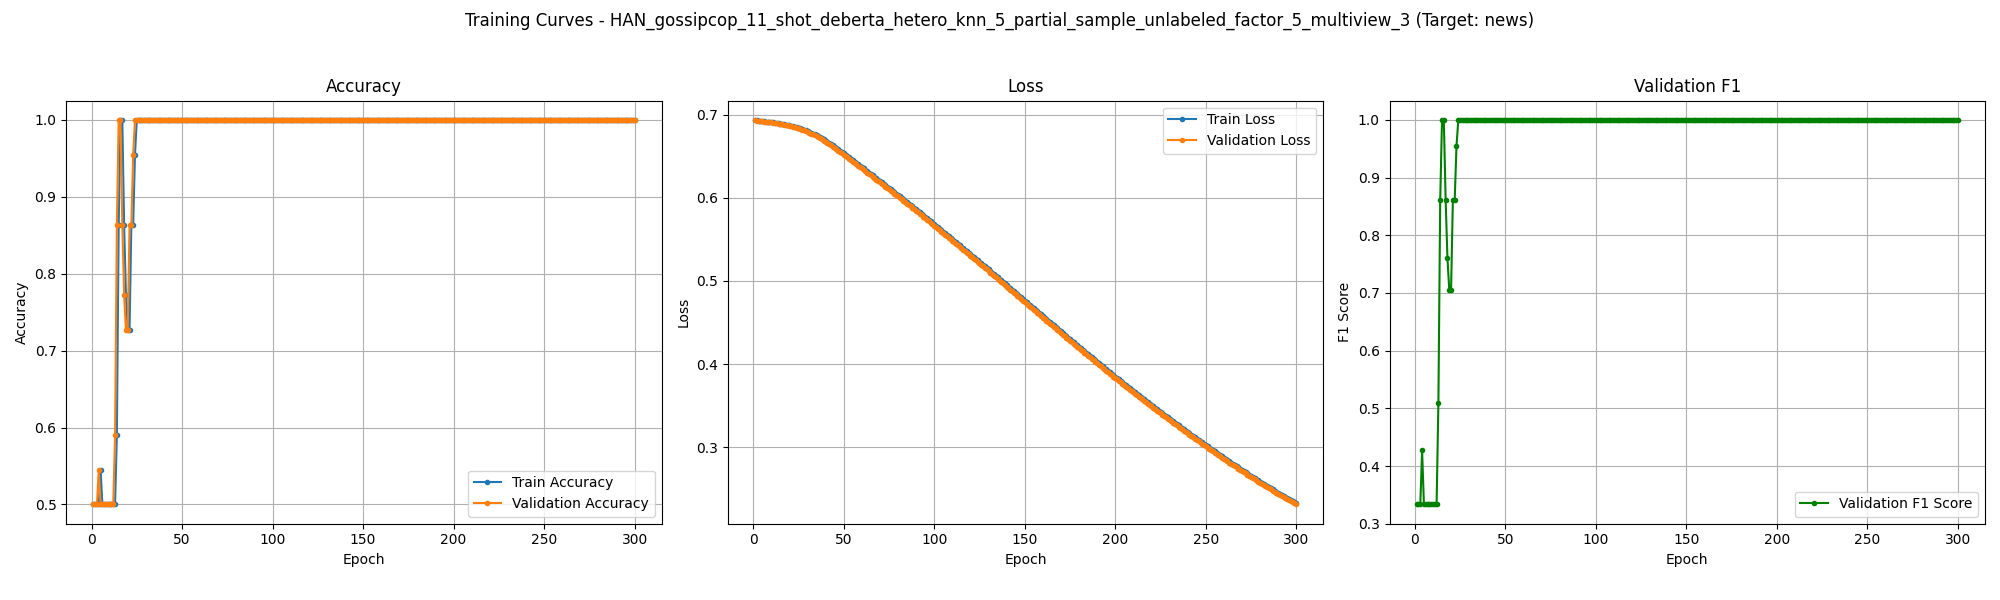 Training Curves - HAN_gossipcop_11_shot_deberta_hetero_knn_5_partial_sample_unlabeled_factor_5_multiview_3 (Target: news)
Accuracy
1.0
0.9
0.8
0.7
0.6
0.5
Accuracy
Train Accuracy
Validation Accuracy
0 50 100 150 200 250 300
Epoch
Loss
0.7
0.6
0.5
0.4
0.3
Loss
Train Loss
Validation Loss
0 50 100 150 200 250 300
Epoch
Validation F1
1.0
0.9
0.8
0.7
0.6
0.5
0.4
0.3
F1 Score
Validation F1 Score
0 50 100 150 200 250 300
Epoch